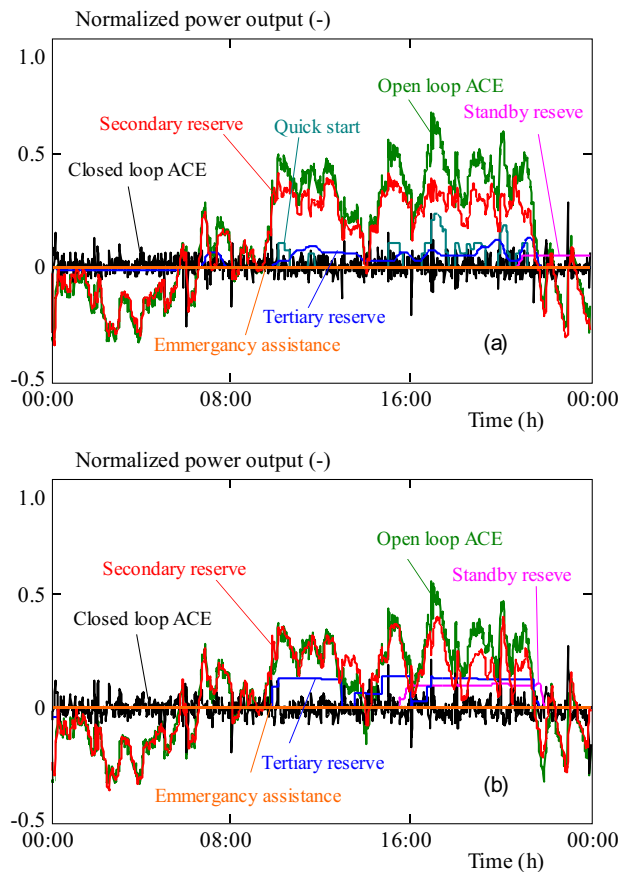 Normalized power output (-)
1.0
Open loop ACE
Standby reseve
Secondary reserve
Quick start
0.5
Closed loop ACE
0
Tertiary reserve
Emmergancy assistance
(a)
-0.5
00:00 08:00 16:00 00:00
Time (h)
Normalized power output (-)
1.0
Open loop ACE
Secondary reserve
Standby reseve
0.5
Closed loop ACE
0
Tertiary reserve
Emmergancy assistance
(b)
-0.5
00:00 08:00 16:00 00:00
Time (h)